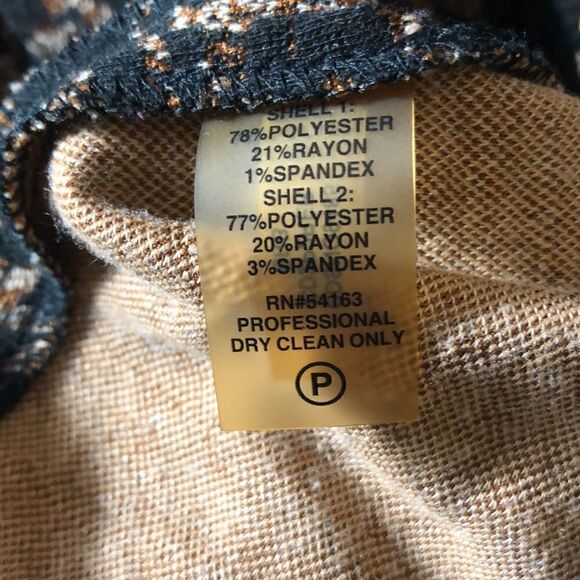 SHELL 1:
78%POLYESTER
21%RAYON
1%SPANDEX
SHELL 2:
77%POLYESTER
20%RAYON
3%SPANDEX
RN#54163
PROFESSIONAL
DRY CLEAN ONLY
P